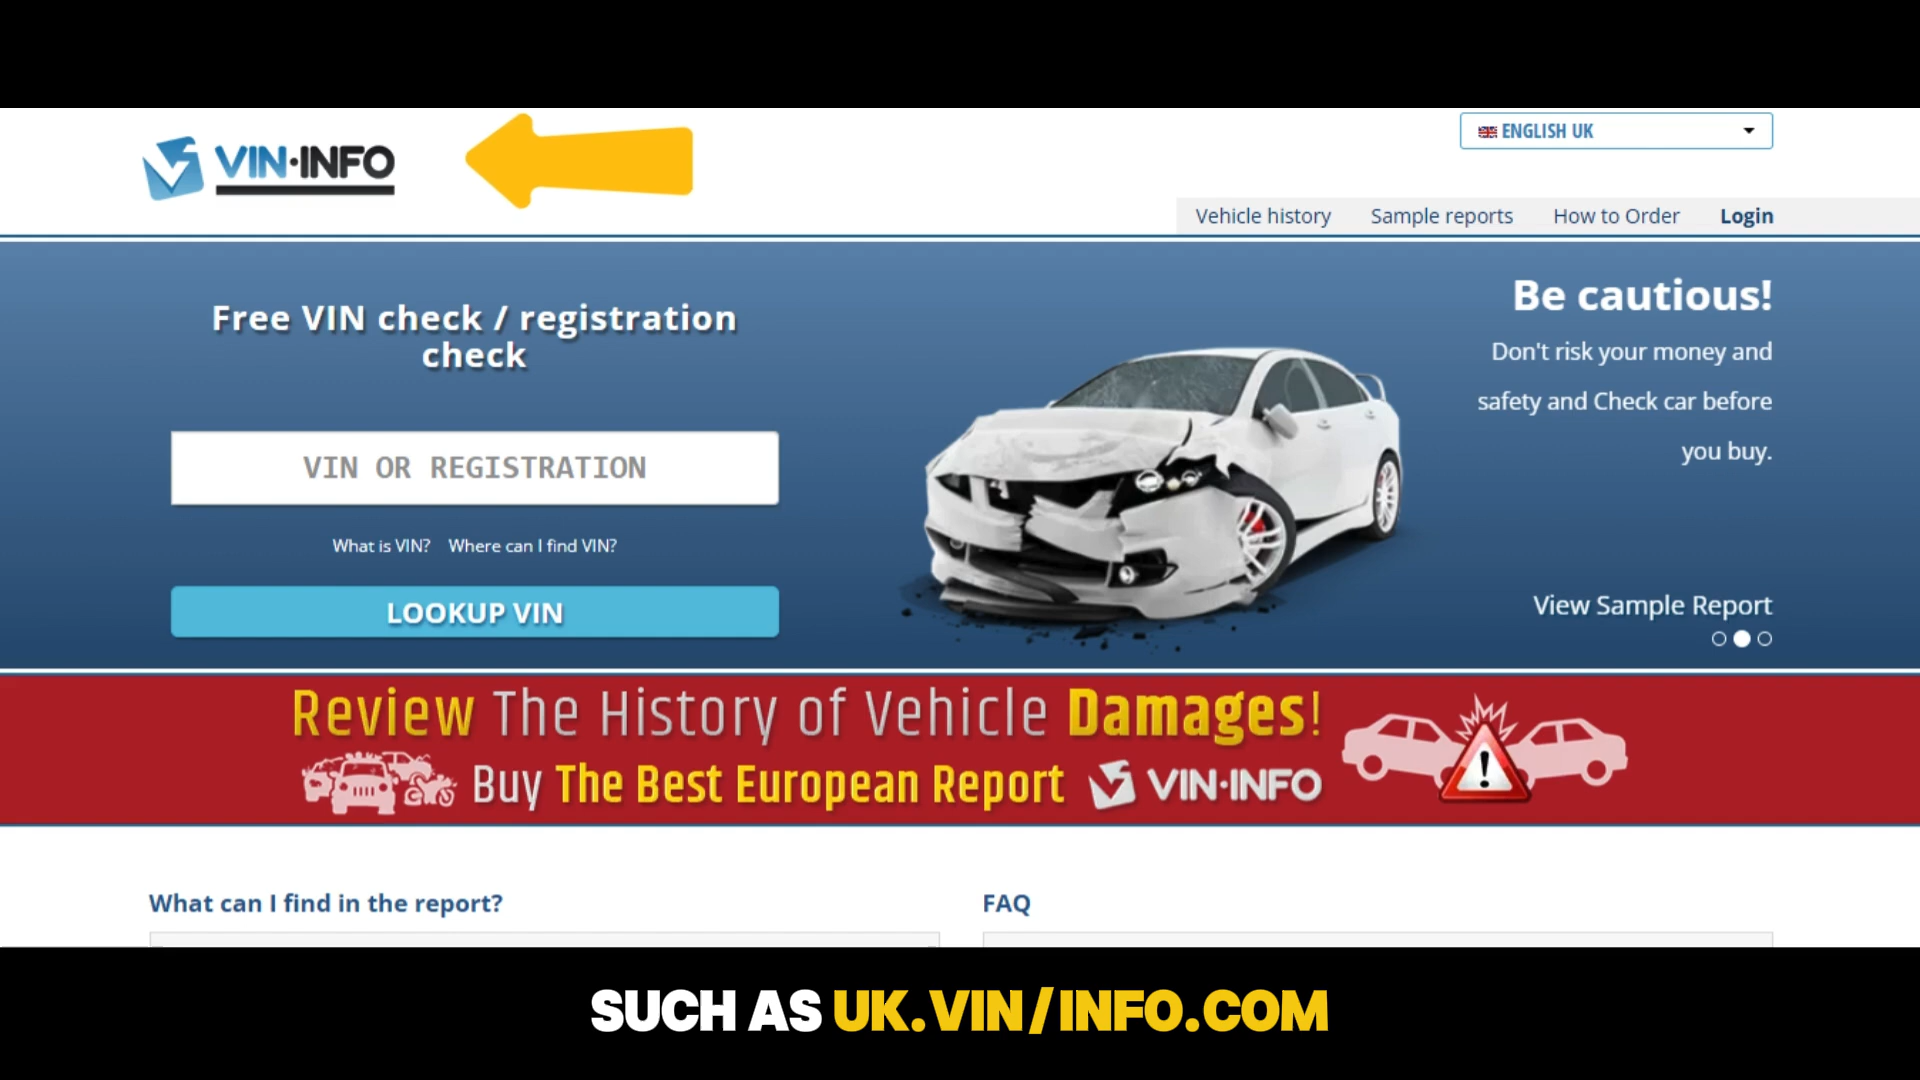 VIN·INFO
ENGLISH UK
Vehicle history Sample reports How to Order Login
Free VIN check / registration
check
VIN OR REGISTRATION
What is VIN? Where can I find VIN?
LOOKUP VIN
Be cautious!
Don't risk your money and
safety and Check car before
you buy.
View Sample Report
Review The History of Vehicle Damages!
Buy The Best European Report VIN·INFO
What can I find in the report?
FAQ
SUCH AS UK.VIN/INFO.COM